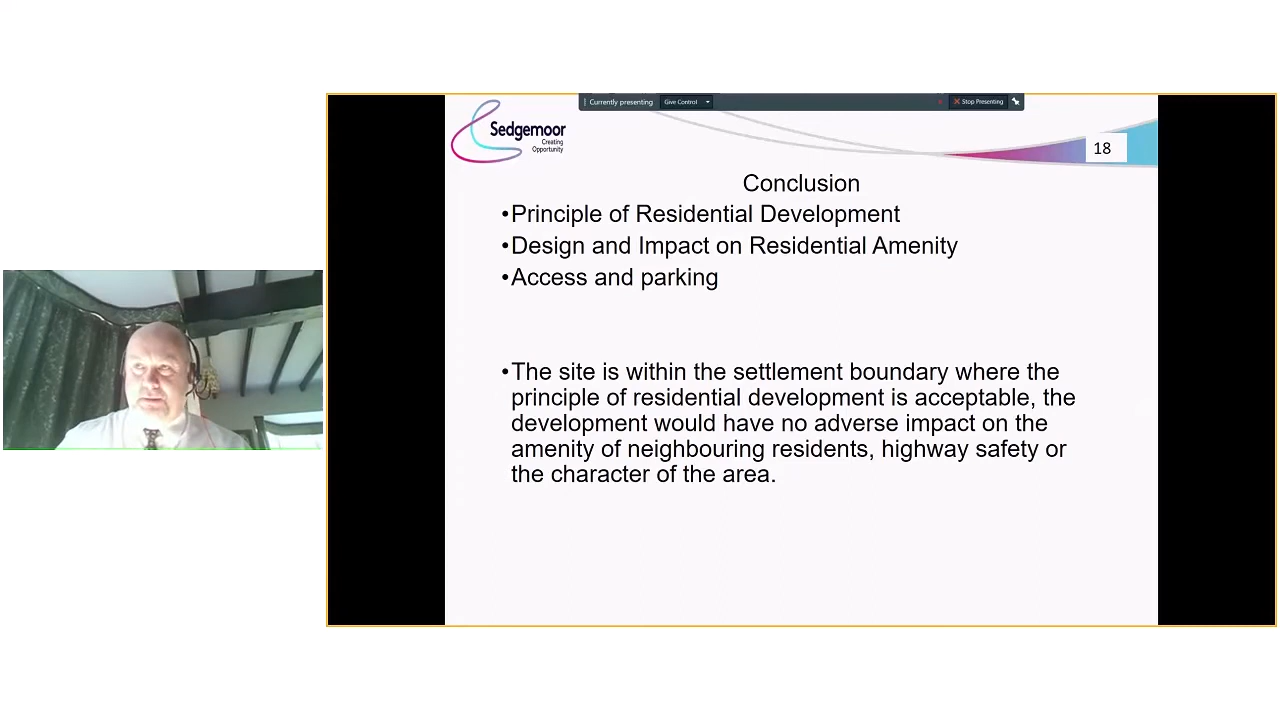 Currently presenting Give Control Stop Presenting
Sedgemoor
Creating
Opportunity
18
Conclusion
•Principle of Residential Development
•Design and Impact on Residential Amenity
•Access and parking
•The site is within the settlement boundary where the
principle of residential development is acceptable, the
development would have no adverse impact on the
amenity of neighbouring residents, highway safety or
the character of the area.